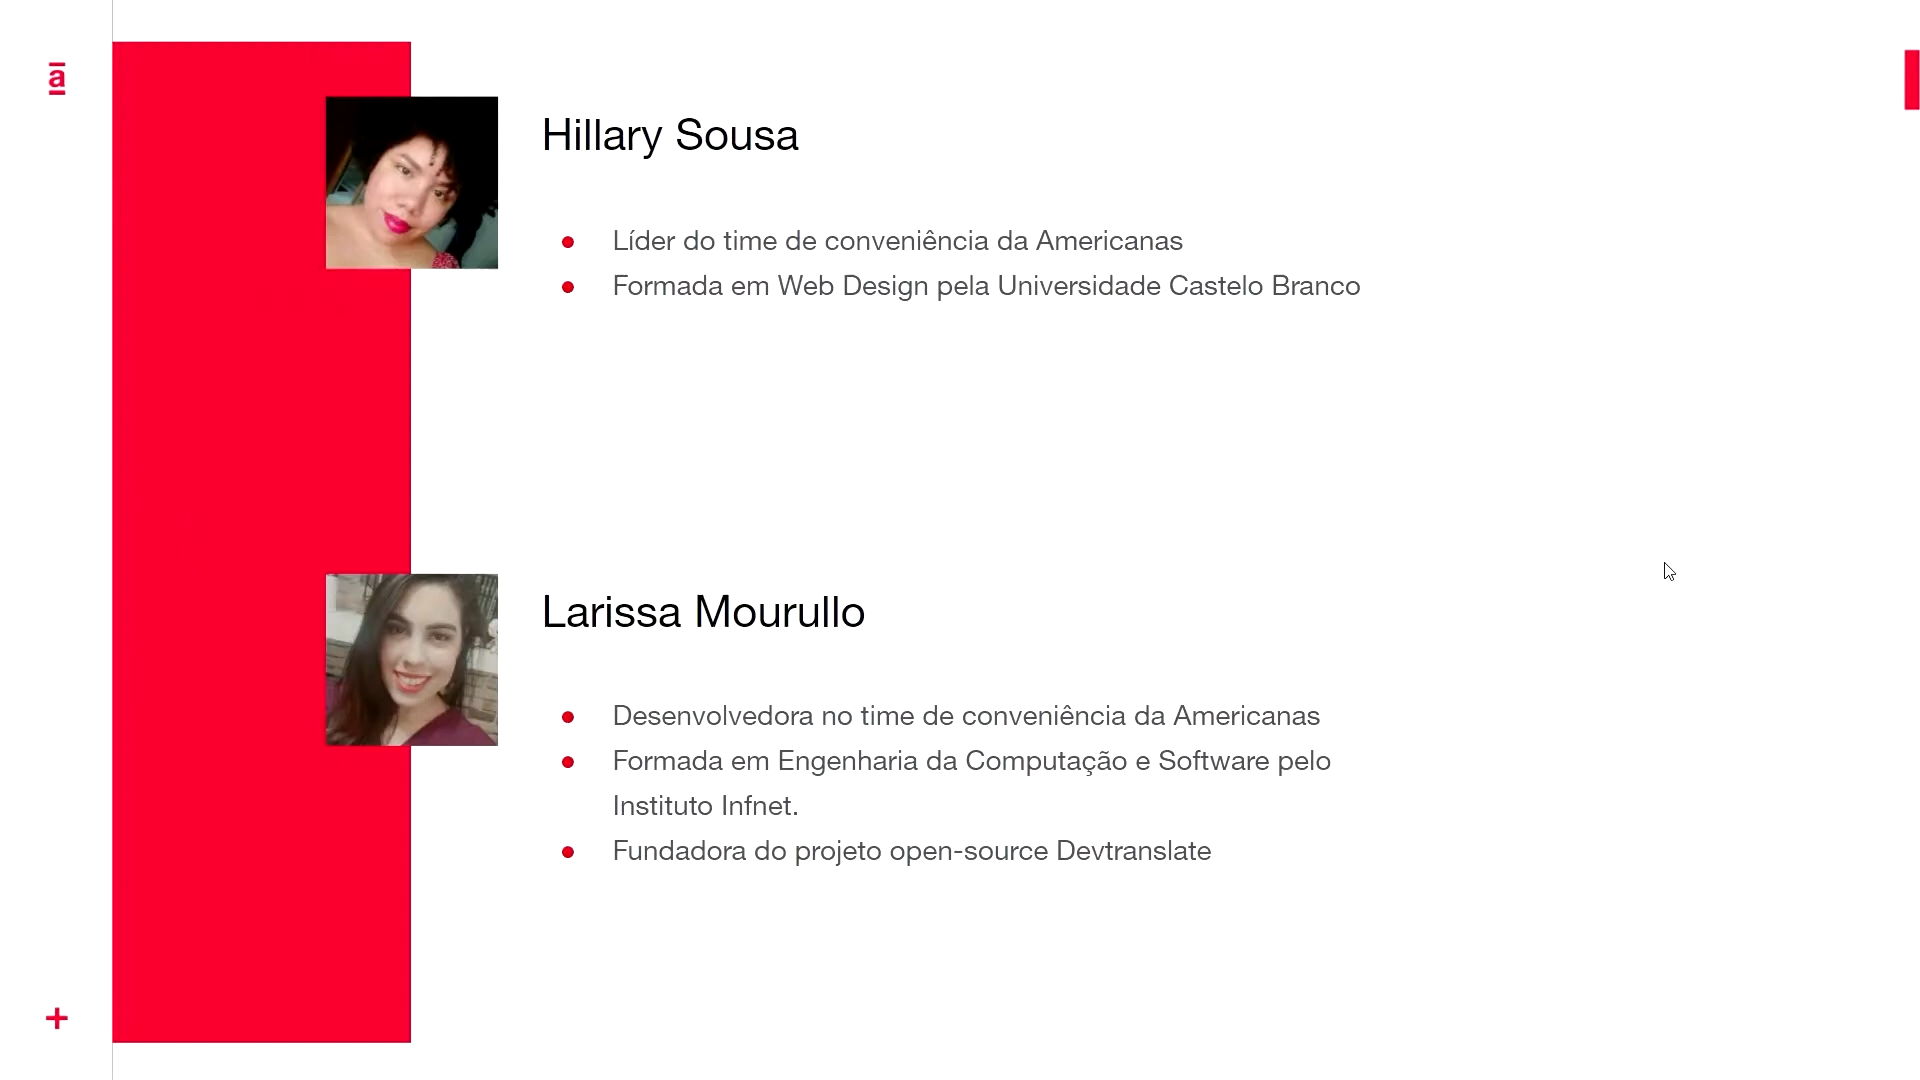 ā
Hillary Sousa
Líder do time de conveniência da Americanas
Formada em Web Design pela Universidade Castelo Branco
Larissa Mourullo
Desenvolvedora no time de conveniência da Americanas
Formada em Engenharia da Computação e Software pelo
Instituto Infnet.
Fundadora do projeto open-source Devtranslate
+